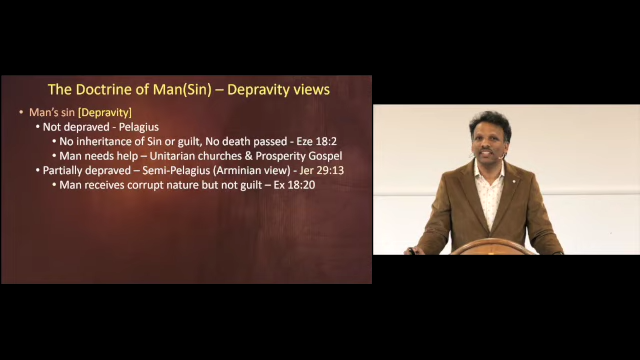 The Doctrine of Man(Sin) – Depravity views
• Man's sin [Depravity]
• Not depraved - Pelagius
• No inheritance of Sin or guilt, No death passed - Eze 18:2
• Man needs help – Unitarian churches & Prosperity Gospel
• Partially depraved – Semi-Pelagius (Arminian view) - Jer 29:13
• Man receives corrupt nature but not guilt – Ex 18:20